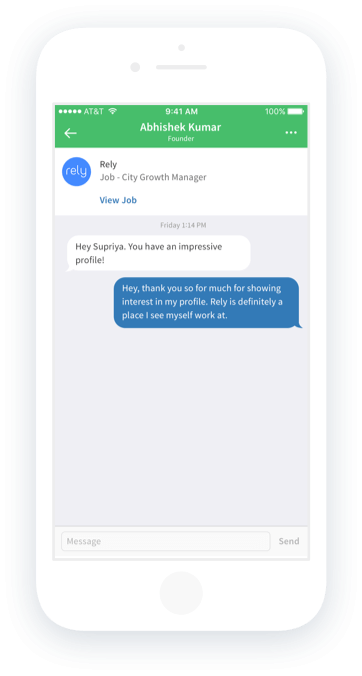 AT&T 9:41 AM 100%
Abhishek Kumar
Founder
rely
Rely
Job - City Growth Manager
View Job
Friday 1:14 PM
Hey Supriya. You have an impressive
profile!
Hey, thank you so for much for showing
interest in my profile. Rely is definitely a
place I see myself work at.
Message Send